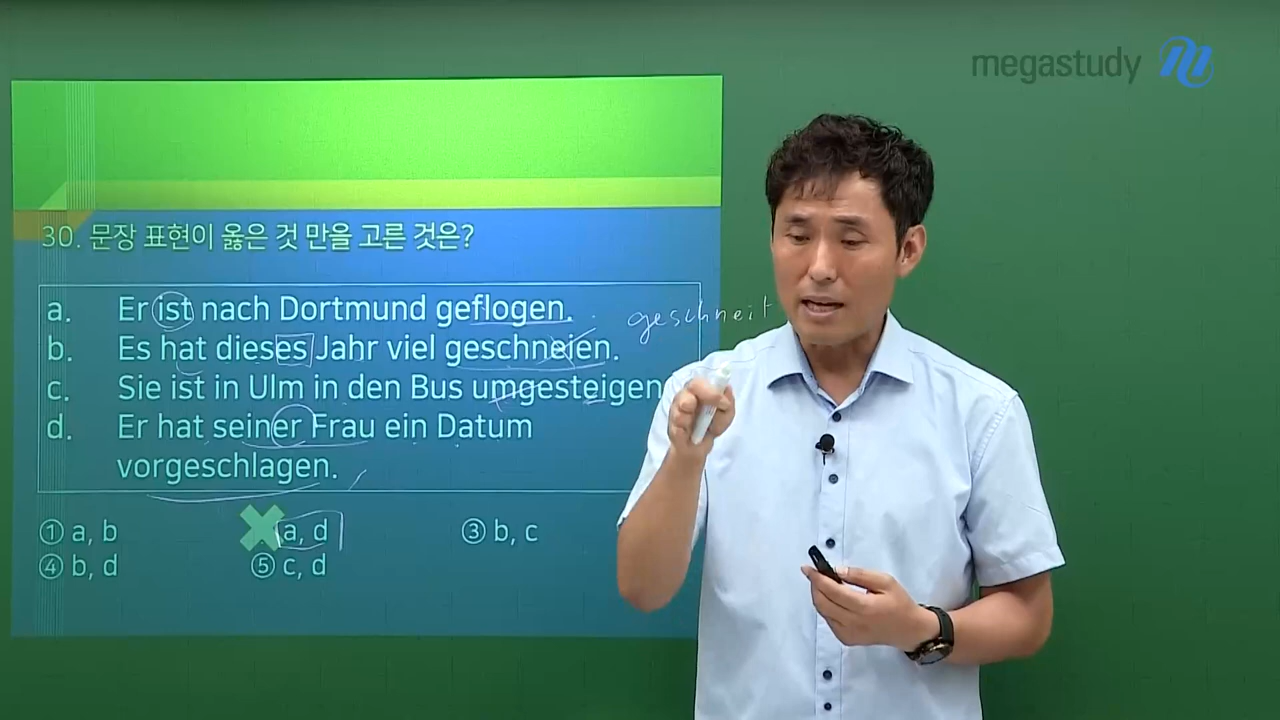 megastudy
30. 문장 표현이 옳은 것 만을 고른 것은?
a. Er ist nach Dortmund geflogen.
geschneit
b. Es hat dieses Jahr viel geschneien.
c. Sie ist in Ulm in den Bus umgesteigen
d. Er hat seiner Frau ein Datum
vorgeschlagen.
① a, b
a, d
③ b, c
④ b, d
⑤ c, d